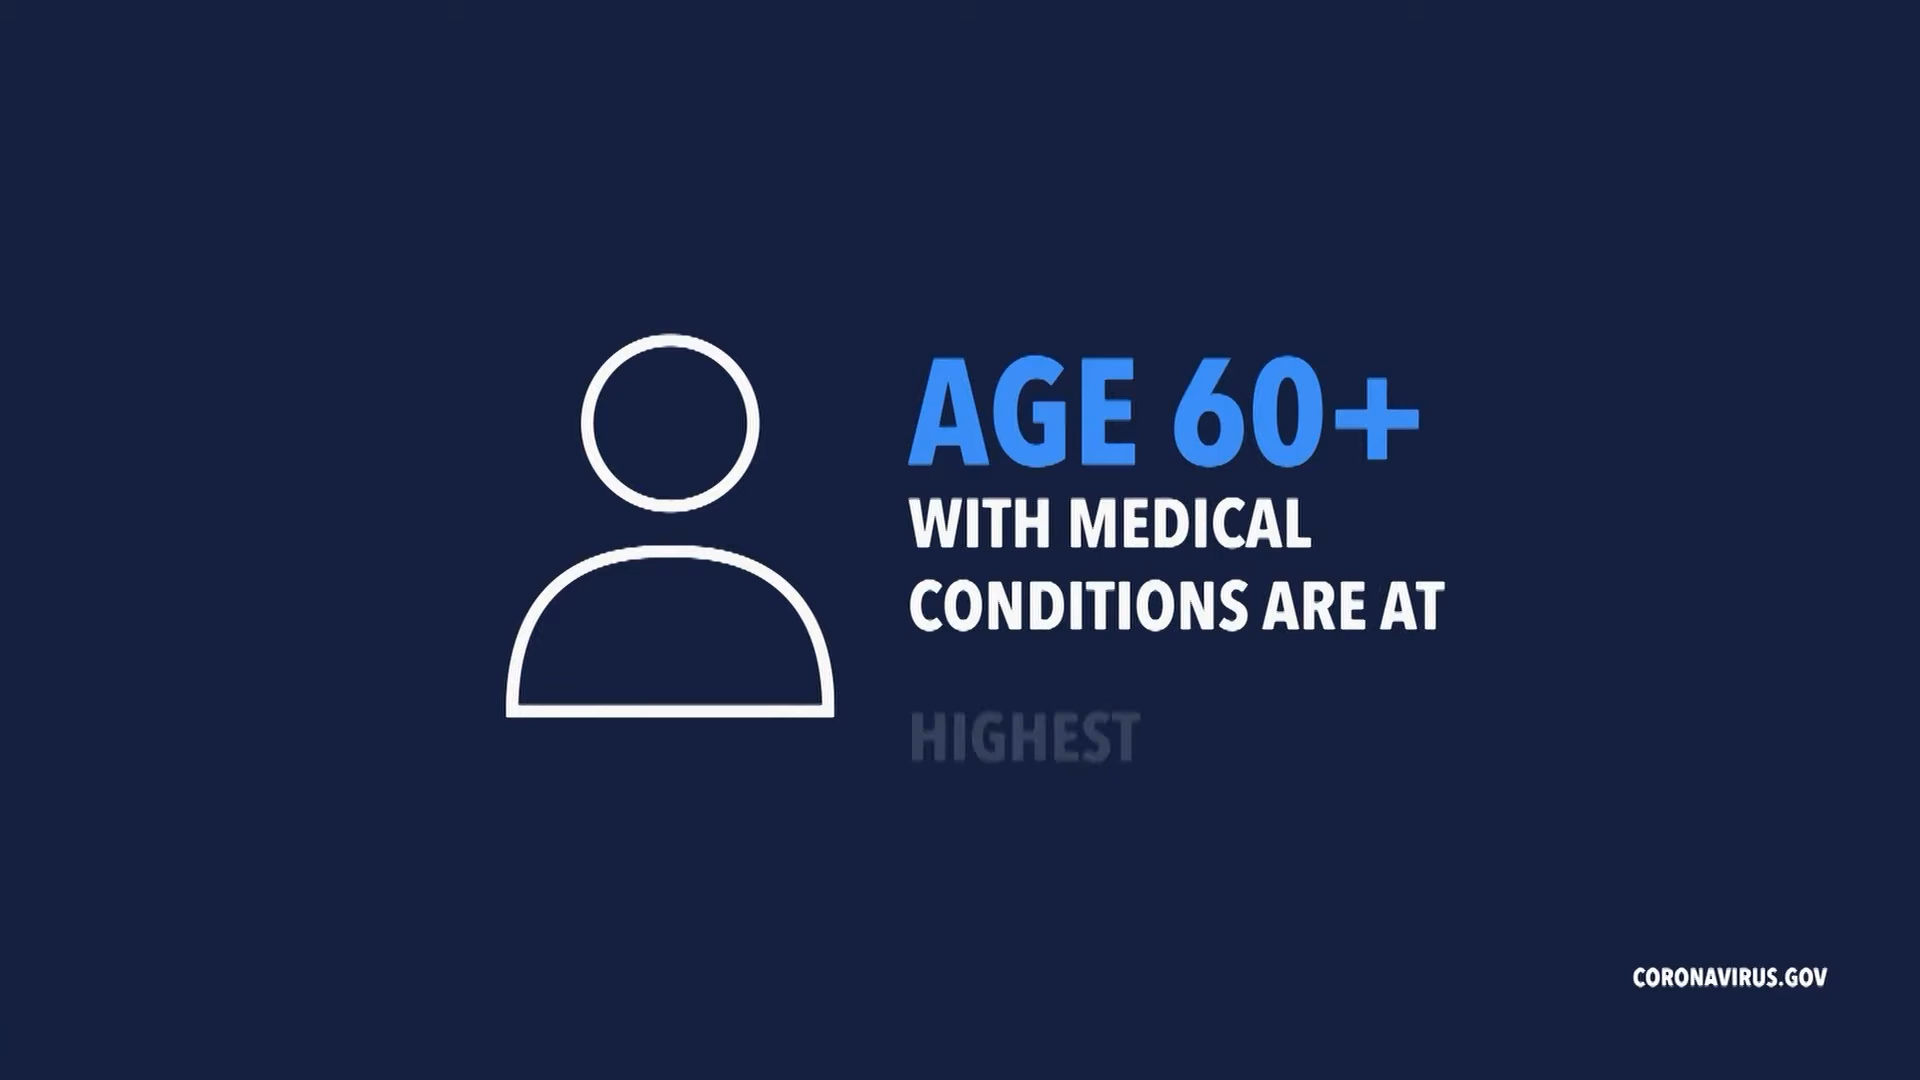 AGE 60+
WITH MEDICAL
CONDITIONS ARE AT
HIGHEST
CORONAVIRUS.GOV